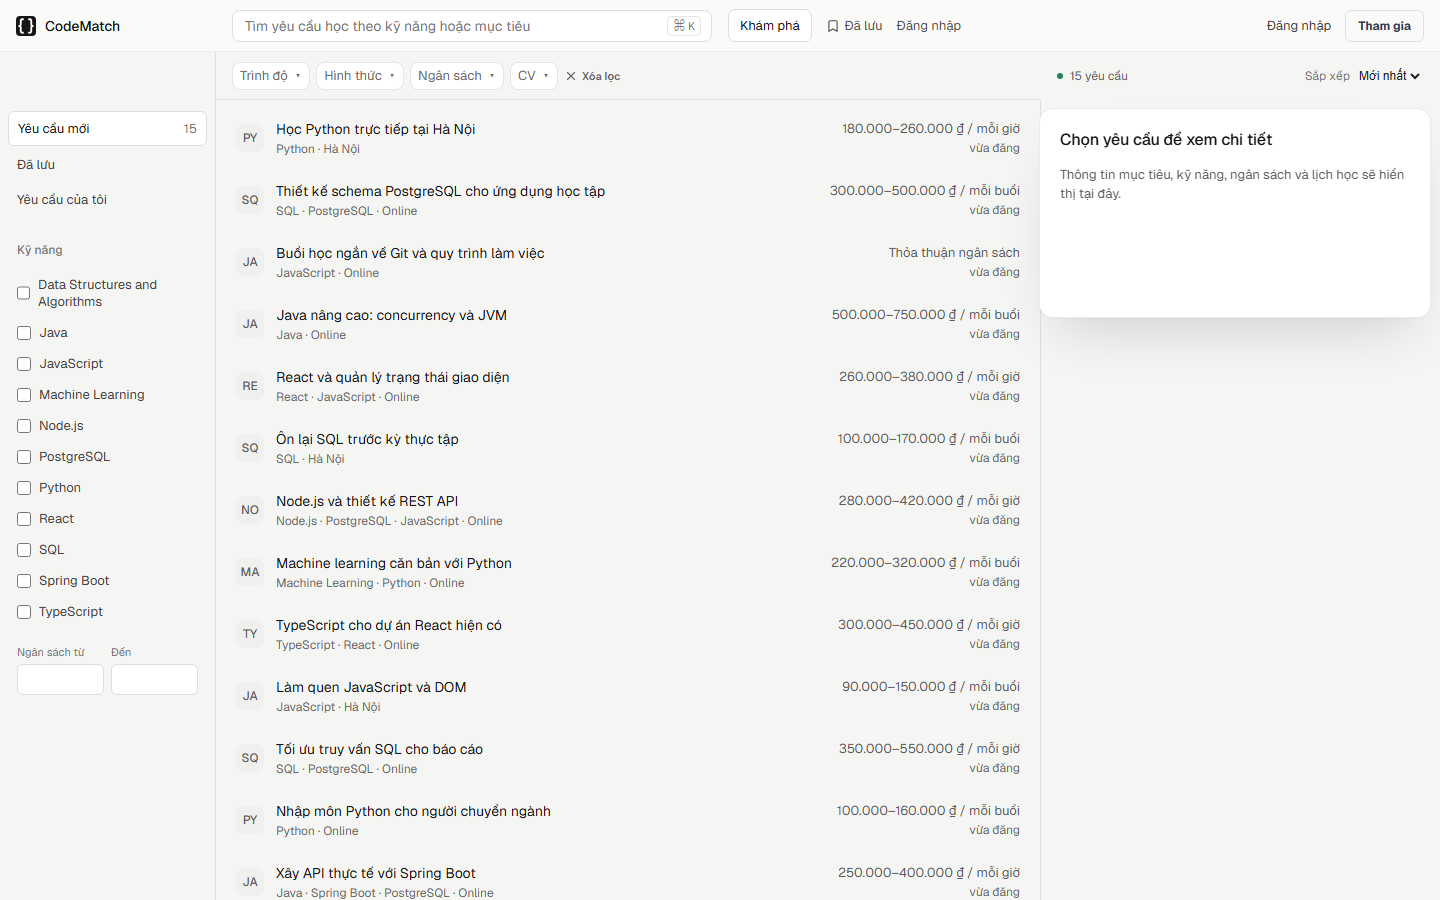 CodeMatch
Tìm yêu cầu học theo kỹ năng hoặc mục tiêu
⌘ K
Khám phá
Đã lưu
Đăng nhập
Đăng nhập
Tham gia
Trình độ
Hình thức
Ngân sách
CV
Xóa lọc
15 yêu cầu
Sắp xếp
Mới nhất
Yêu cầu mới
15
Đã lưu
Yêu cầu của tôi
Kỹ năng
Data Structures and
Algorithms
Java
JavaScript
Machine Learning
Node.js
PostgreSQL
Python
React
SQL
Spring Boot
TypeScript
Ngân sách từ
Đến
PY
Học Python trực tiếp tại Hà Nội
180.000–260.000 ₫ / mỗi giờ
Python · Hà Nội
vừa đăng
SQ
Thiết kế schema PostgreSQL cho ứng dụng học tập
300.000–500.000 ₫ / mỗi buổi
SQL · PostgreSQL · Online
vừa đăng
JA
Buổi học ngắn về Git và quy trình làm việc
Thỏa thuận ngân sách
JavaScript · Online
vừa đăng
JA
Java nâng cao: concurrency và JVM
500.000–750.000 ₫ / mỗi buổi
Java · Online
vừa đăng
RE
React và quản lý trạng thái giao diện
260.000–380.000 ₫ / mỗi giờ
React · JavaScript · Online
vừa đăng
SQ
Ôn lại SQL trước kỳ thực tập
100.000–170.000 ₫ / mỗi buổi
SQL · Hà Nội
vừa đăng
NO
Node.js và thiết kế REST API
280.000–420.000 ₫ / mỗi giờ
Node.js · PostgreSQL · JavaScript · Online
vừa đăng
MA
Machine learning căn bản với Python
220.000–320.000 ₫ / mỗi buổi
Machine Learning · Python · Online
vừa đăng
TY
TypeScript cho dự án React hiện có
300.000–450.000 ₫ / mỗi giờ
TypeScript · React · Online
vừa đăng
JA
Làm quen JavaScript và DOM
90.000–150.000 ₫ / mỗi buổi
JavaScript · Hà Nội
vừa đăng
SQ
Tối ưu truy vấn SQL cho báo cáo
350.000–550.000 ₫ / mỗi giờ
SQL · PostgreSQL · Online
vừa đăng
PY
Nhập môn Python cho người chuyển ngành
100.000–160.000 ₫ / mỗi buổi
Python · Online
vừa đăng
JA
Xây API thực tế với Spring Boot
250.000–400.000 ₫ / mỗi giờ
Java · Spring Boot · PostgreSQL · Online
vừa đăng
Chọn yêu cầu để xem chi tiết
Thông tin mục tiêu, kỹ năng, ngân sách và lịch học sẽ hiển
thị tại đây.